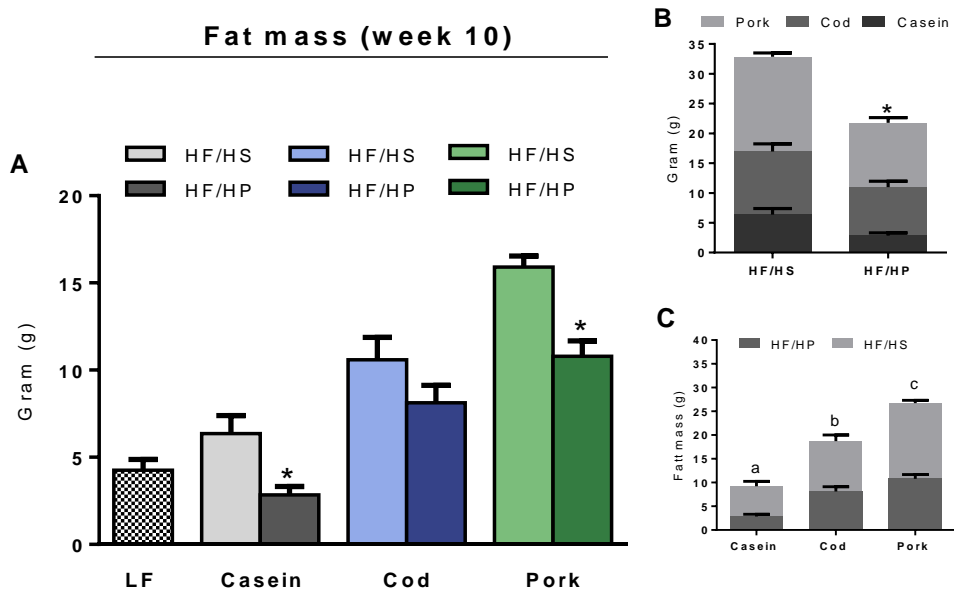 Fat mass (week 10)
A
HF/HS HF/HS HF/HS
HF/HP HF/HP HF/HP
Gram (g)
20
15
10
5
0
*
*
LF Casein Cod Pork
B
Pork Cod Casein
Gram (g)
35
30
25
20
15
10
5
0
*
HF/HS HF/HP
C
HF/HP HF/HS
Fatt mass (g)
40
35
30
25
20
15
10
5
0
a
b
c
Casein Cod Pork